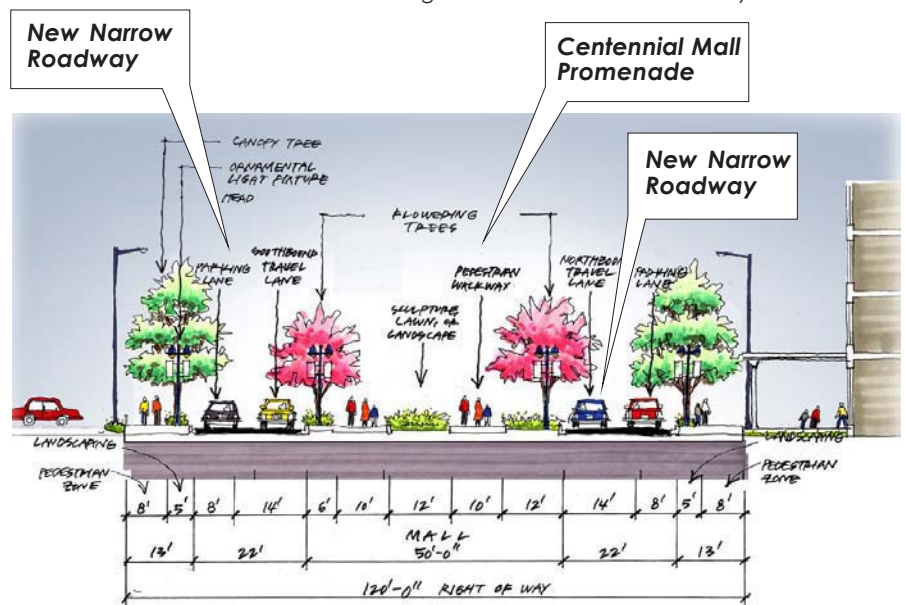 New Narrow
Roadway
Centennial Mall
Promenade
New Narrow
Roadway
CANOPY TREE
ORNAMENTAL
LIGHT FIXTURE
HEAD
FLOWERING
TREES
PARKING
LANE
SOUTHBOUND
TRAVEL
LANE
SCULPTURE
LAWN, OR
LANDSCAPE
PEDESTRIAN
WALKWAY
NORTHBOUND
TRAVEL
LANE
PARKING
LANE
LANDSCAPING
PEDESTRIAN
ZONE
LANDSCAPING
PEDESTRIAN
ZONE
8' 5' 8' 14' 6' 10' 12' 10' 12' 14' 8' 5' 8'
13' 22' MALL 22' 13'
50'-0"
120'-0" RIGHT OF WAY